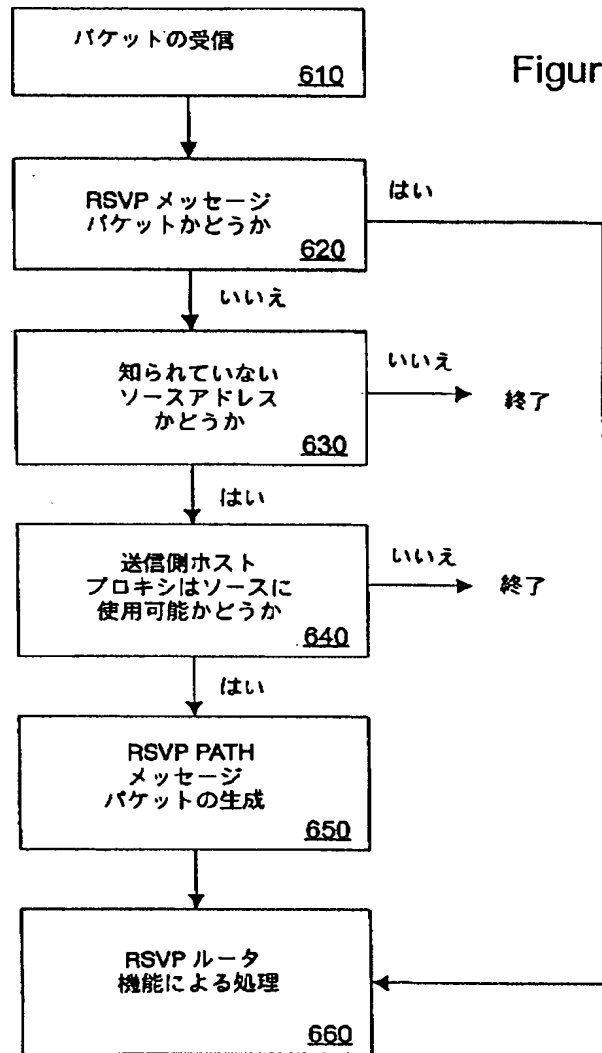 パケットの受信
610
Figur
RSVP メッセージ
パケットかどうか
620
はい
いいえ
知られていない
ソースアドレス
かどうか
630
いいえ
終了
はい
送信側ホスト
プロキシはソースに
使用可能かどうか
640
いいえ
終了
はい
RSVP PATH
メッセージ
パケットの生成
650
RSVP ルータ
機能による処理
660